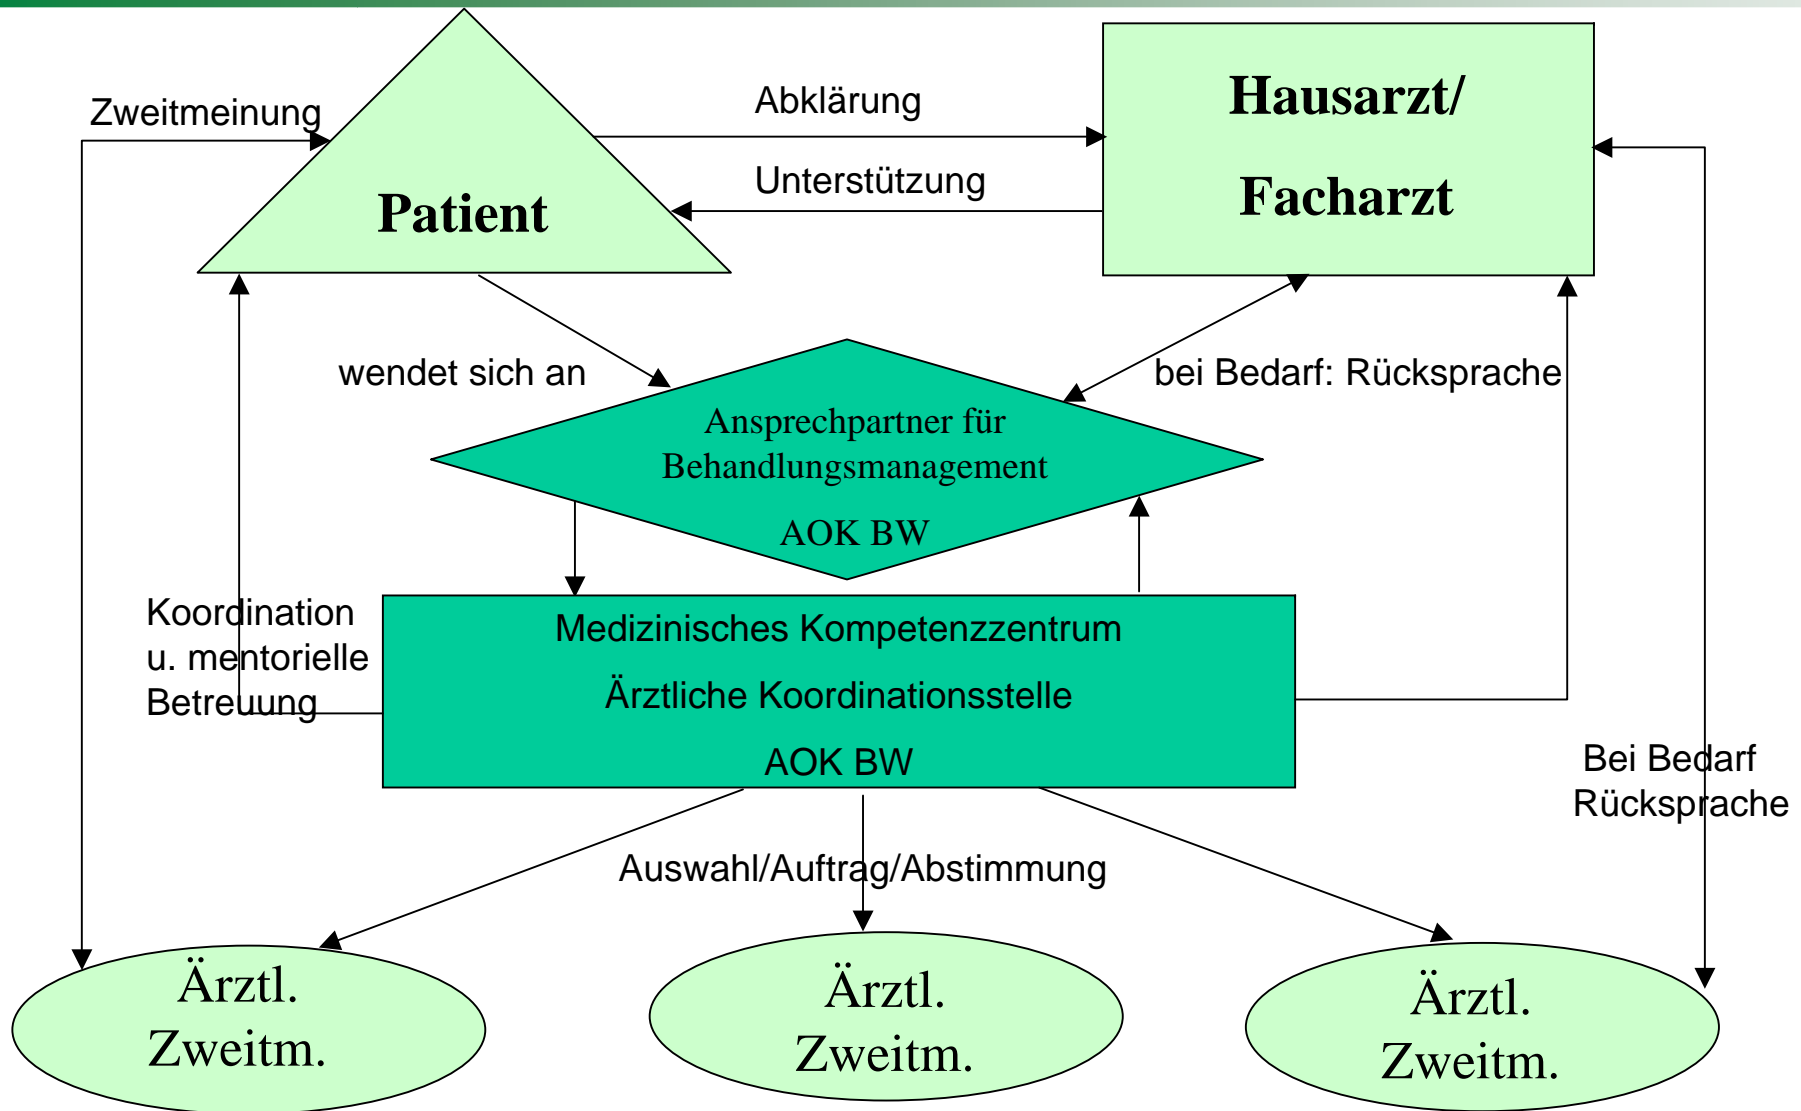 Zweitmeinung
Abklärung
Hausarzt/
Unterstützung
Facharzt
Patient
wendet sich an
bei Bedarf: Rücksprache
Ansprechpartner für
Behandlungsmanagement
AOK BW
Koordination
u. mentorielle
Betreuung
Medizinisches Kompetenzzentrum
Ärztliche Koordinationsstelle
AOK BW
Bei Bedarf
Rücksprache
Auswahl/Auftrag/Abstimmung
Ärztl.
Zweitm.
Ärztl.
Zweitm.
Ärztl.
Zweitm.